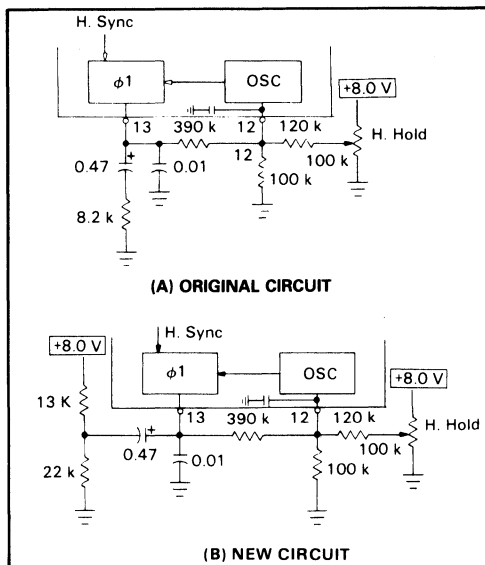 H. Sync
φ1
OSC
+8.0 V
13
390 k
12
120 k
H. Hold
12
100 k
0.47
+
0.01
100 k
8.2 k
(A) ORIGINAL CIRCUIT
H. Sync
+8.0 V
φ1
OSC
+8.0 V
13 K
13
390 k
12
120 k
H. Hold
+
0.47
0.01
100 k
100 k
22 k
(B) NEW CIRCUIT